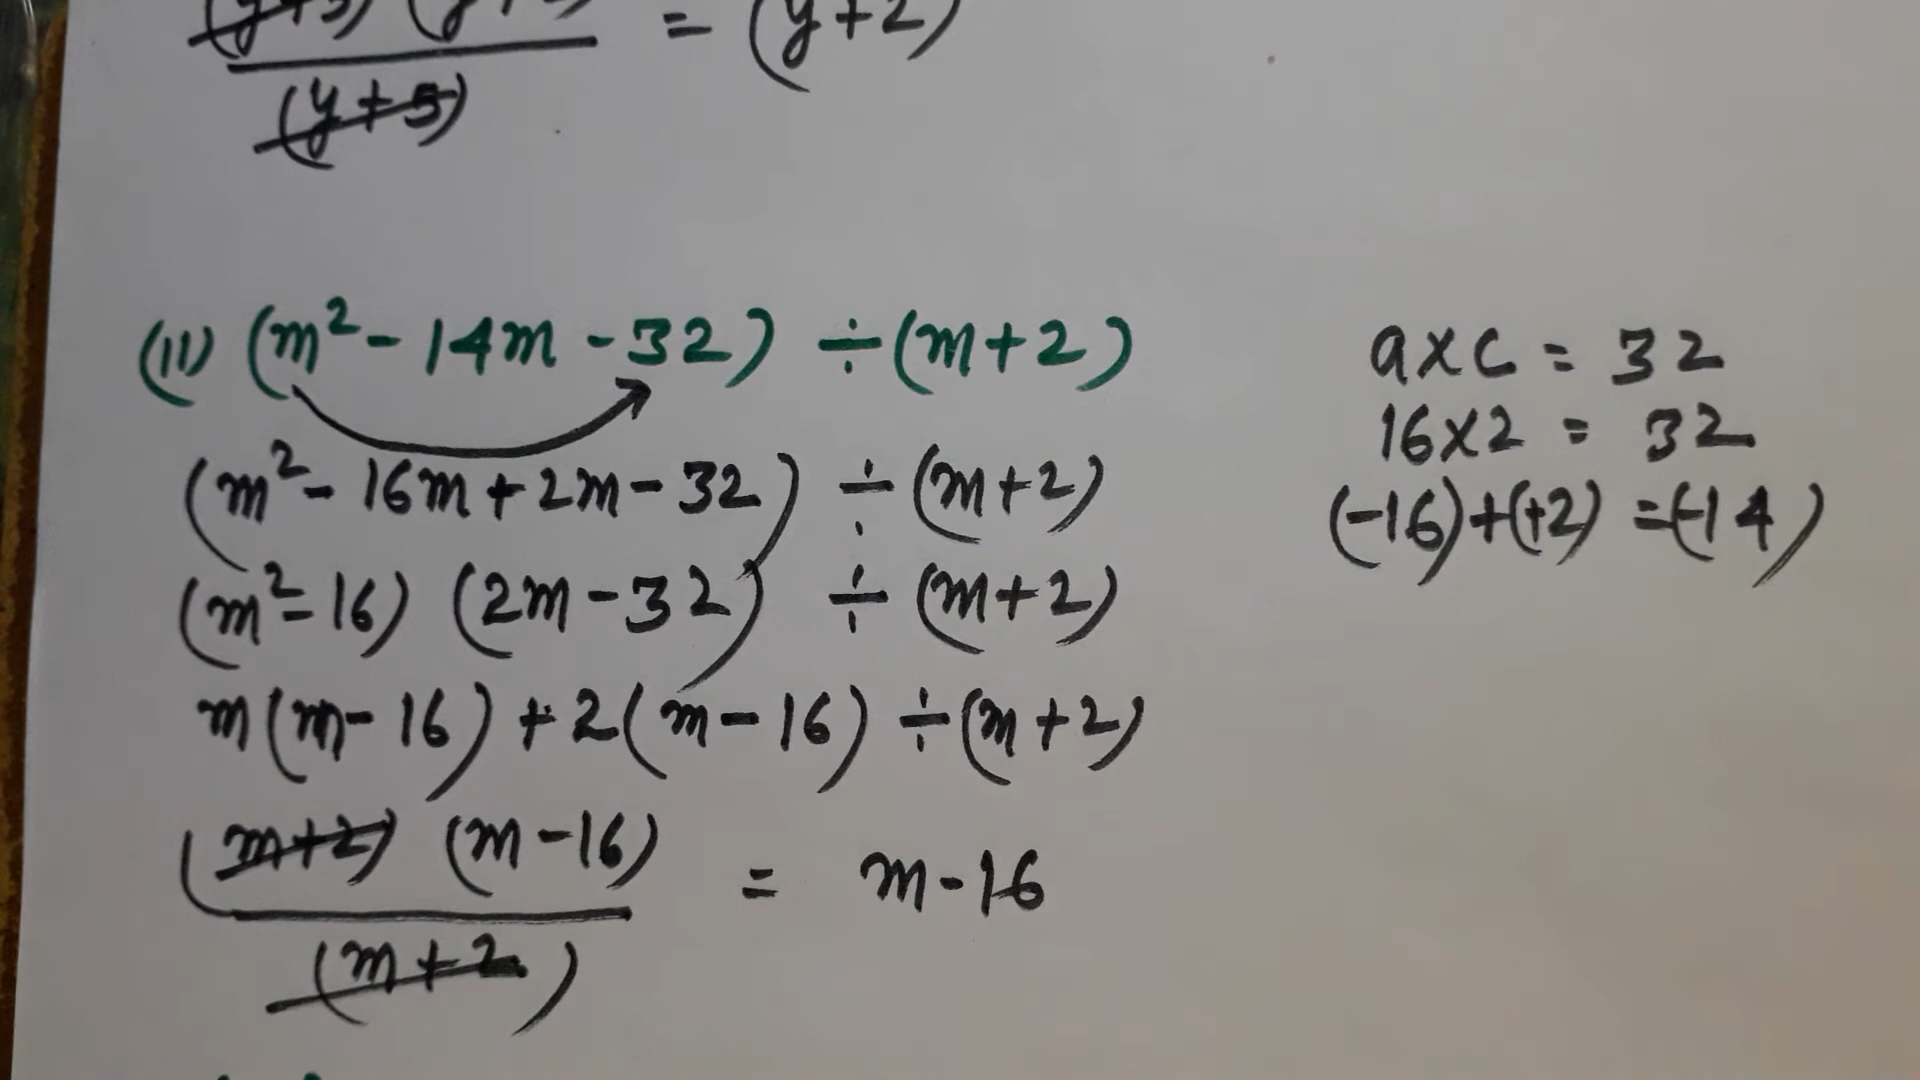 = (y+2)
(y+5)
(ii) (m² - 14m - 32) ÷ (m+2)
(m² - 16m + 2m - 32) ÷ (m+2)
(m² = 16) (2m - 32) ÷ (m+2)
m(m - 16) + 2(m - 16) ÷ (m+2)
(m+2) (m - 16)
= m - 16
(m+2)
a x c = 32
16 x 2 = 32
(-16)+(+2) = (-14)